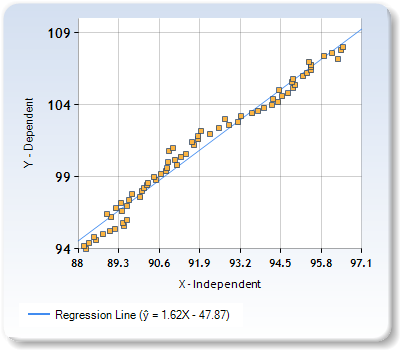 109
104
99
94
Y - Dependent
88 89.3 90.6 91.9 93.2 94.5 95.8 97.1
X - Independent
Regression Line (ŷ = 1.62X - 47.87)